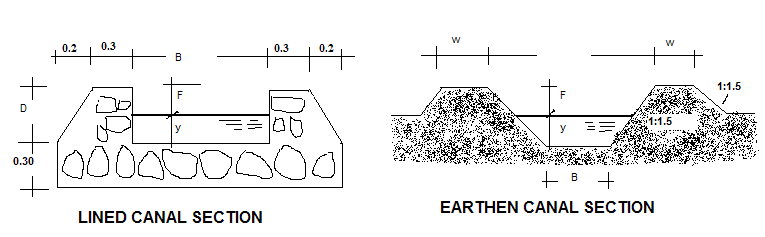 0.2 0.3 B 0.3 0.2
D
F
y
0.30
LINED CANAL SECTION
W W
F
1:1.5
y
1:1.5
B
EARTHEN CANAL SECTION